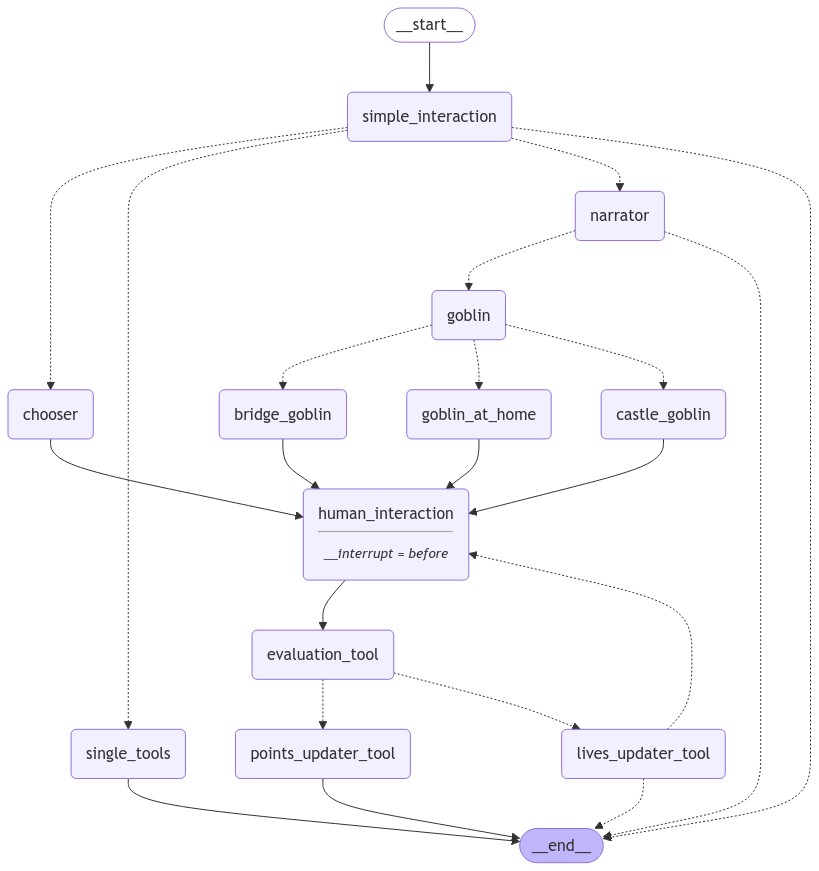 __start__
simple_interaction
narrator
goblin
chooser
bridge_goblin
goblin_at_home
castle_goblin
human_interaction
__interrupt = before
evaluation_tool
single_tools
points_updater_tool
lives_updater_tool
__end__